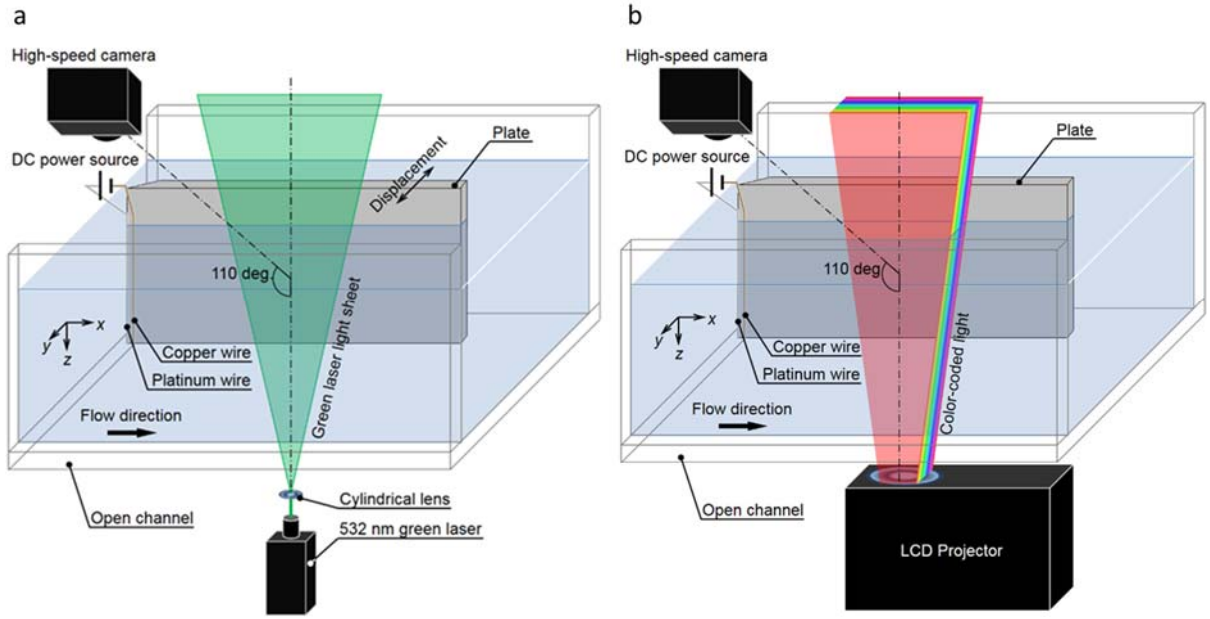 a
High-speed camera
DC power source
Plate
Displacement
110 deg
Green laser light sheet
x
y
z
Copper wire
Platinum wire
Flow direction
Cylindrical lens
Open channel
532 nm green laser
b
High-speed camera
DC power source
Plate
110 deg
Color-coded light
x
y
z
Copper wire
Platinum wire
Flow direction
Open channel
LCD Projector